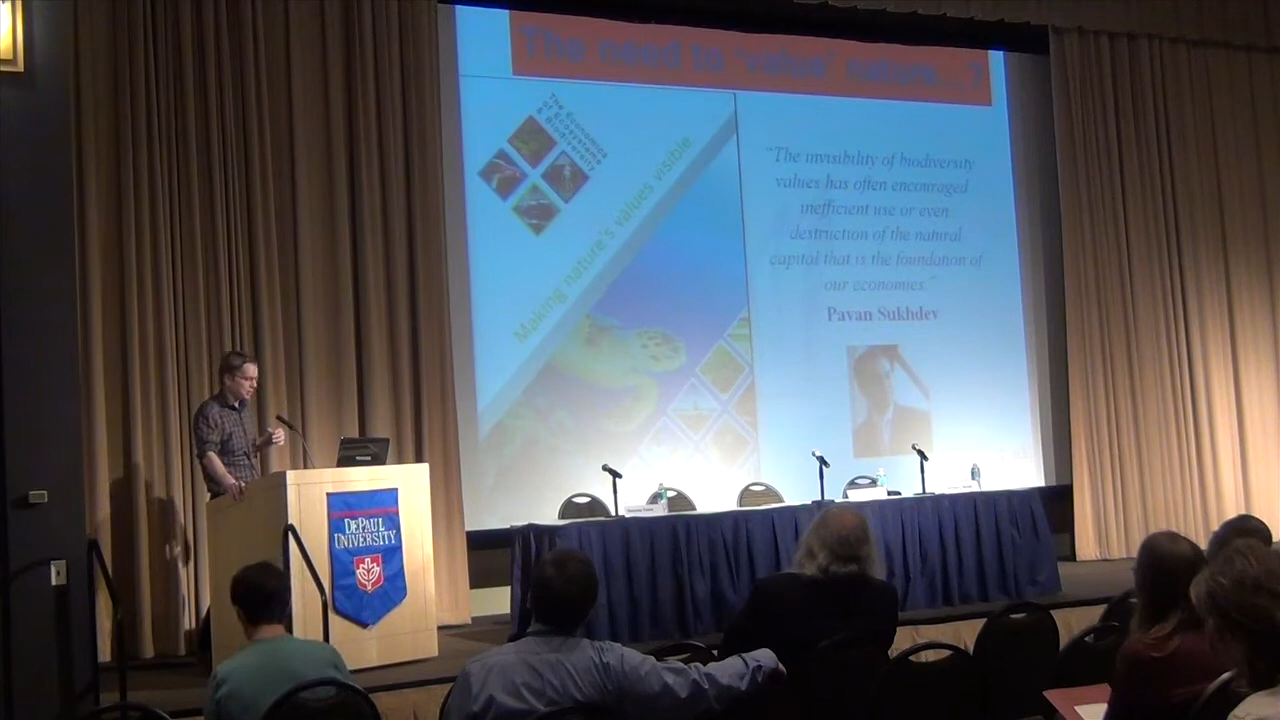 The need to 'value' nature...?
The Economics
of Ecosystems
& Biodiversity
Making nature's values visible
"The invisibility of biodiversity
values has often encouraged
inefficient use or even
destruction of the natural
capital that is the foundation of
our economies."
Pavan Sukhdev
DEPAUL
UNIVERSITY